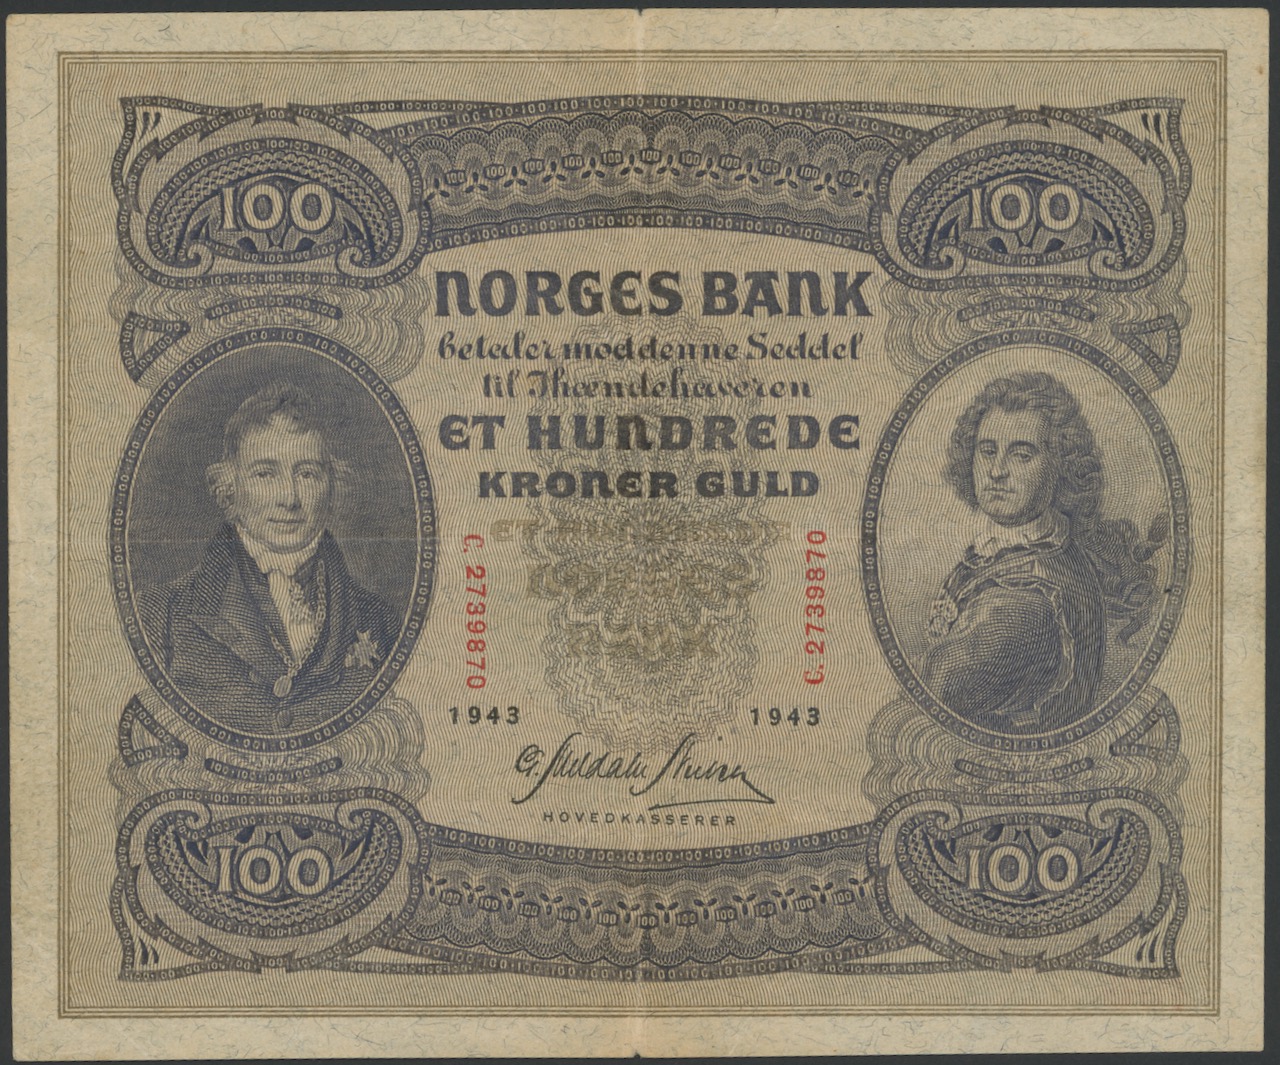 100 100
NORGES BANK
betaler mod denne Seddel
til Ihændehaveren
ET HUNDREDE
KRONER GULD
C. 2739870
C. 2739870
1943 1943
HOVEDKASSERER
100 100